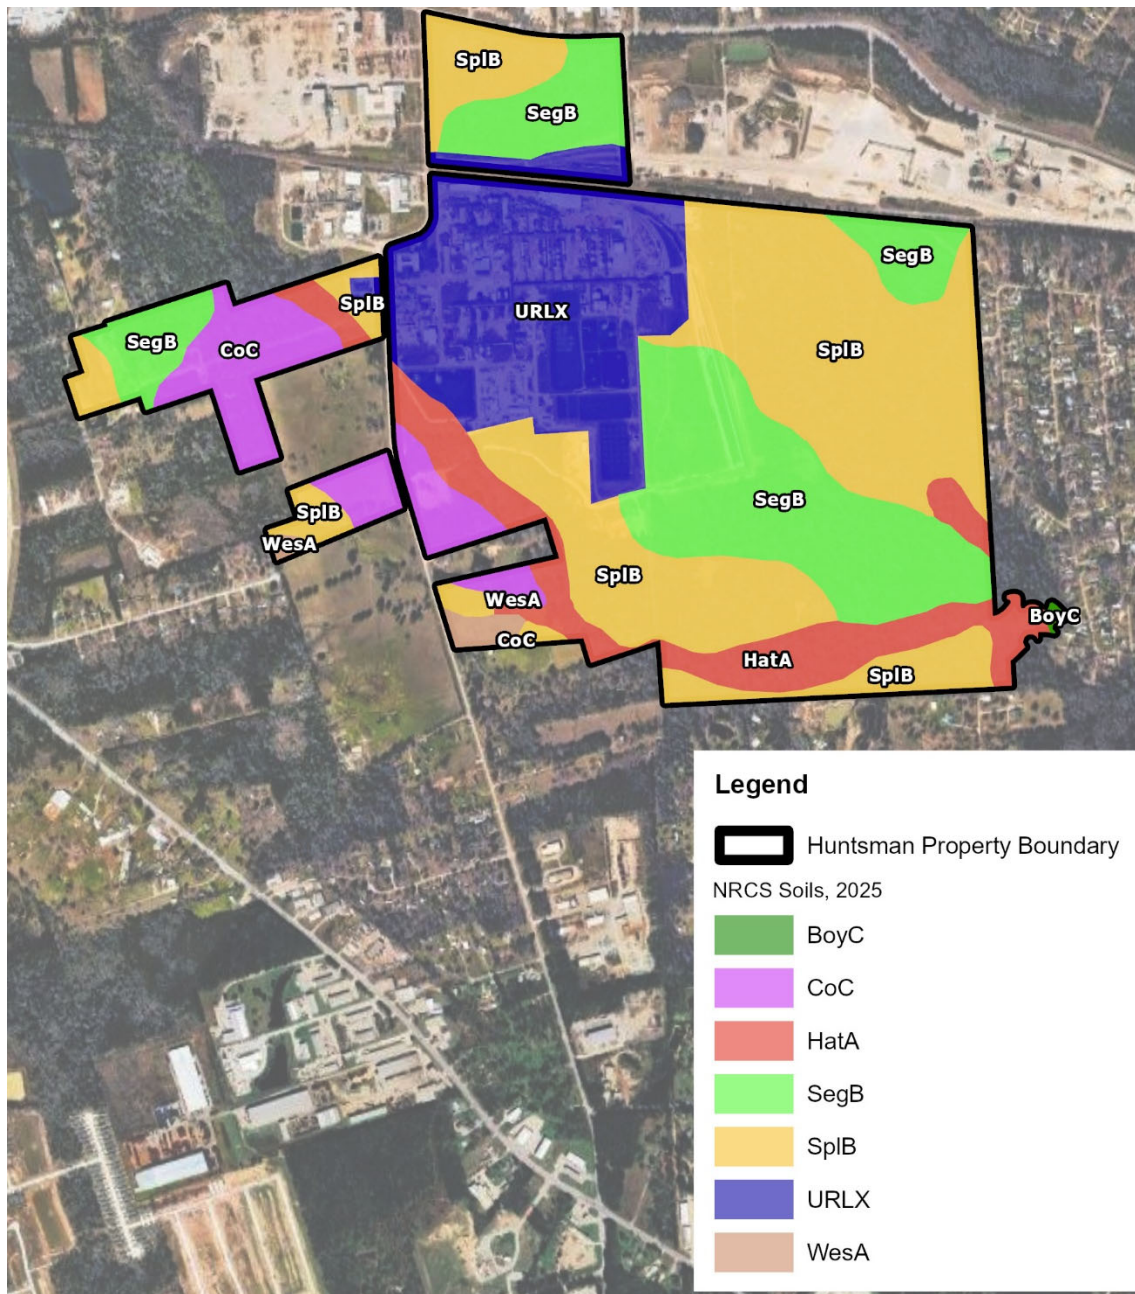 SplB
SegB
SegB
SplB
URLX
SegB
CoC
SplB
SegB
SplB
WesA
SplB
WesA
BoyC
CoC
HatA
SplB
Legend
Huntsman Property Boundary
NRCS Soils, 2025
BoyC
CoC
HatA
SegB
SplB
URLX
WesA